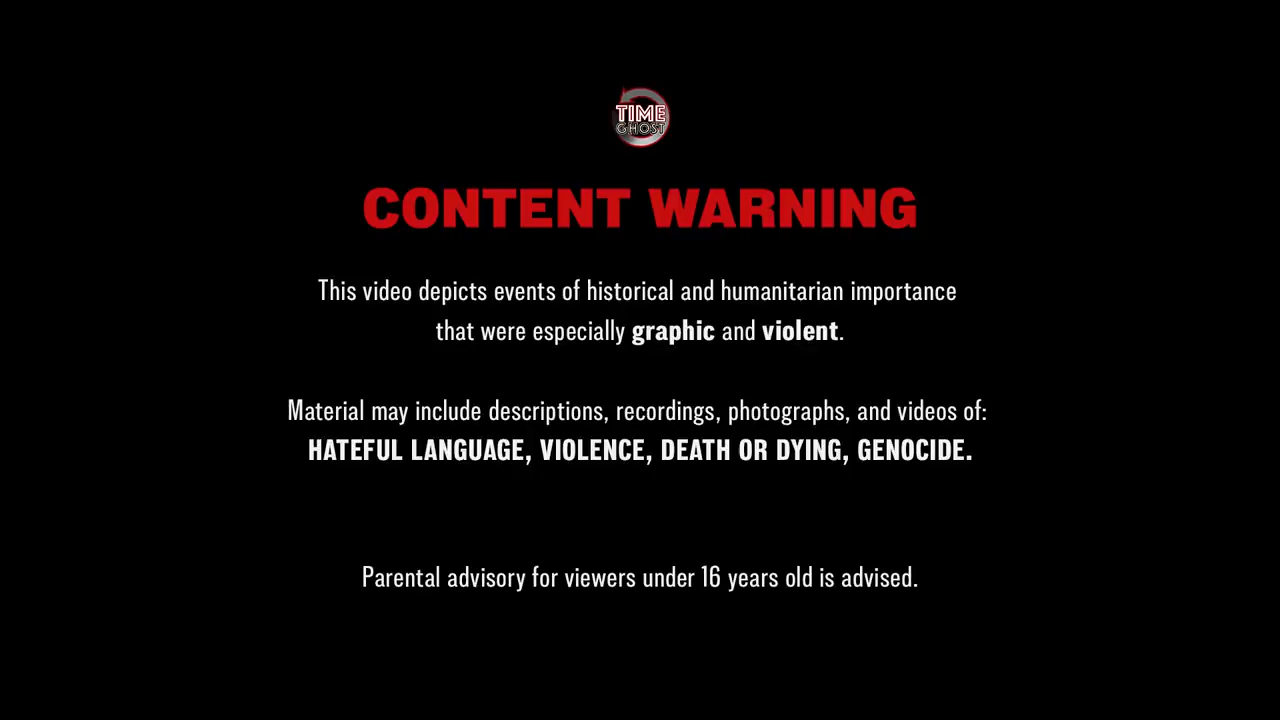 TIME
GHOST
CONTENT WARNING
This video depicts events of historical and humanitarian importance
that were especially graphic and violent.
Material may include descriptions, recordings, photographs, and videos of:
HATEFUL LANGUAGE, VIOLENCE, DEATH OR DYING, GENOCIDE.
Parental advisory for viewers under 16 years old is advised.